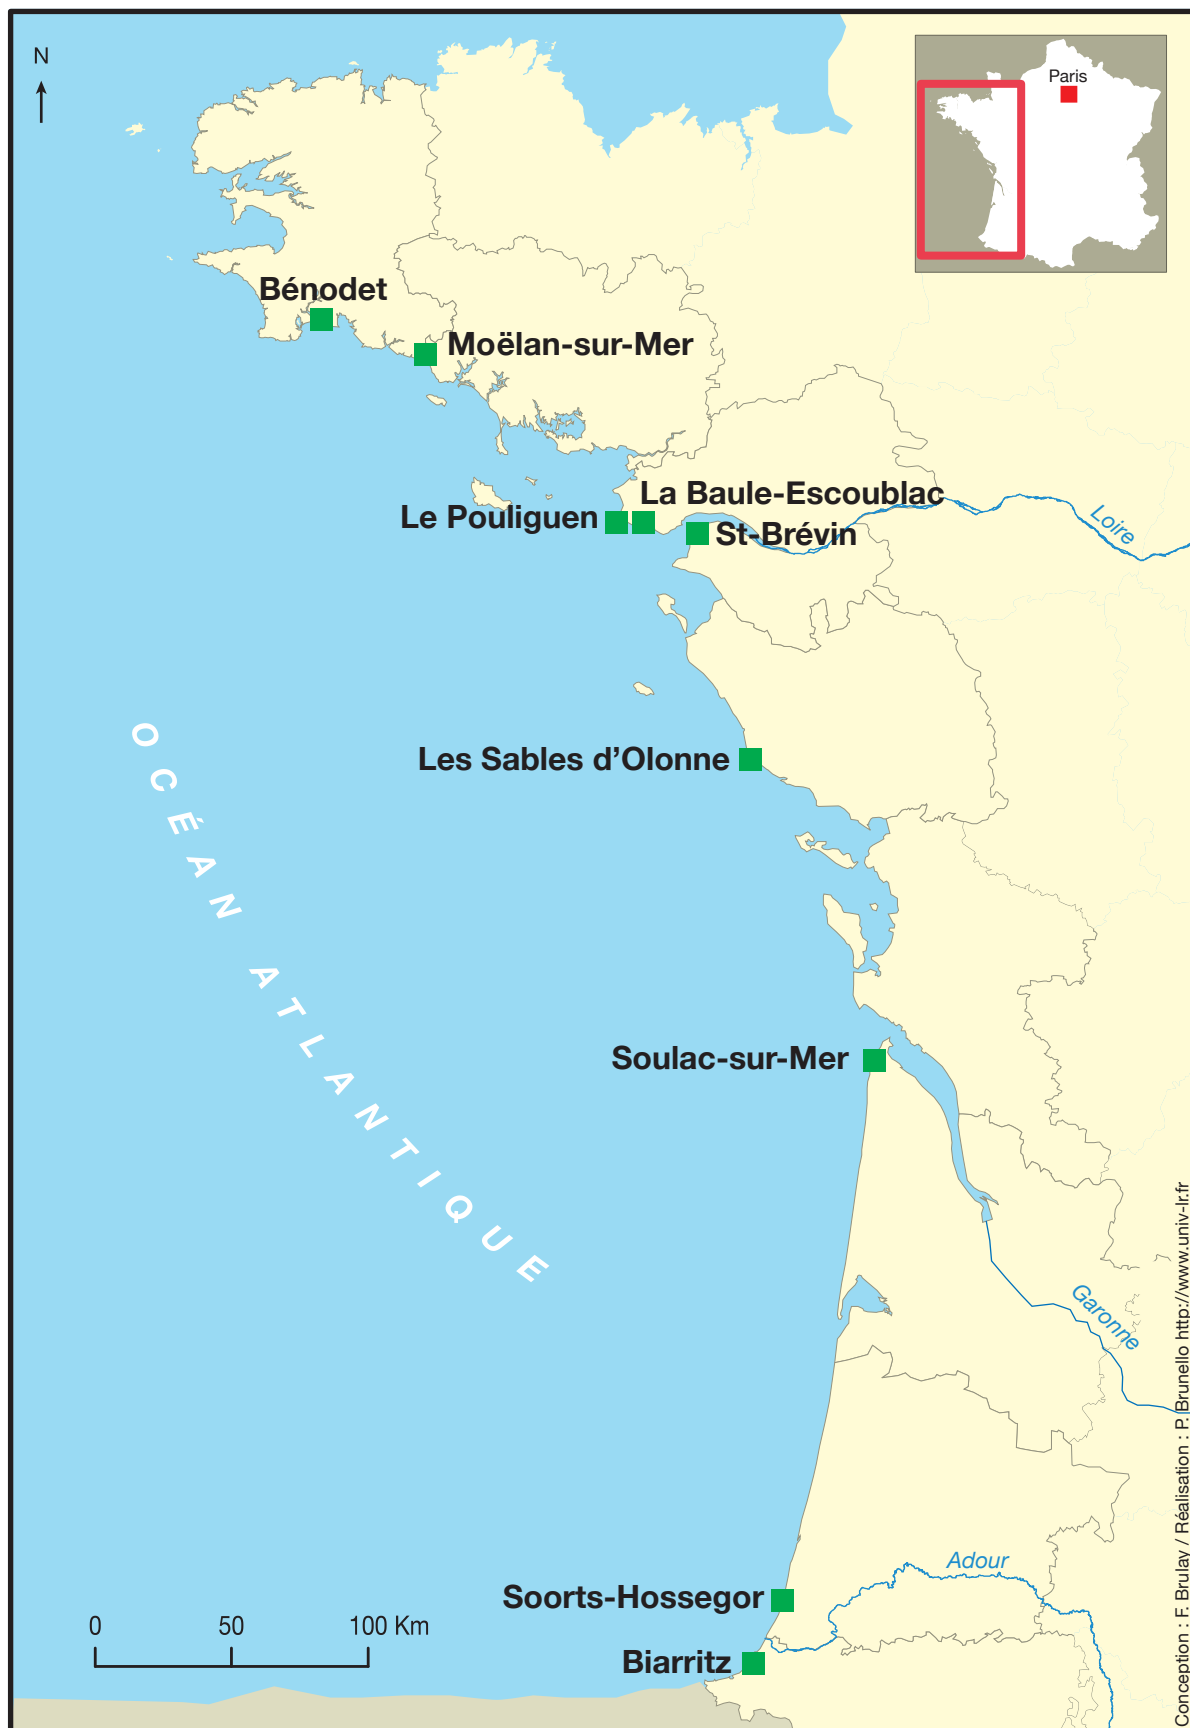 N
Paris
Bénodet
Moëlan-sur-Mer
La Baule-Escoublac
Le Pouliguen
St-Brévin
Loire
Les Sables d’Olonne
OCÉAN ATLANTIQUE
Soulac-sur-Mer
Garonne
Adour
Soorts-Hossegor
0 50 100 Km
Biarritz
Conception : F. Brulay / Réalisation : P. Brunello http://www.univ-lr.fr